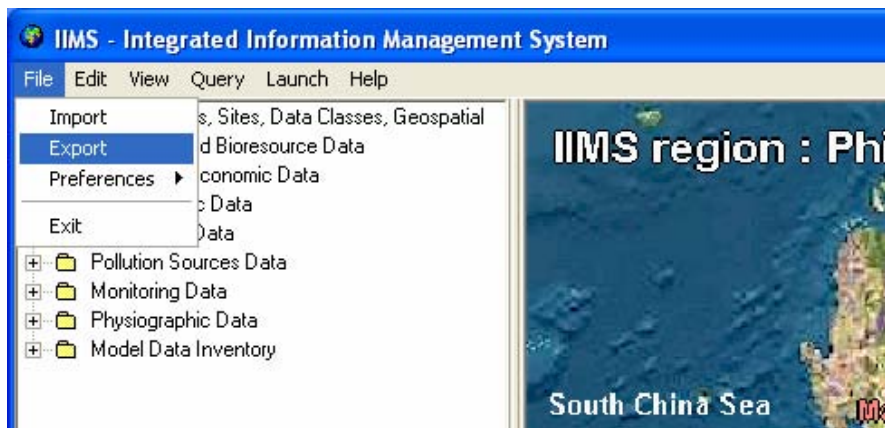 IIMS - Integrated Information Management System
File Edit View Query Launch Help
Import
Export
Preferences
Exit
s, Sites, Data Classes, Geospatial
d Bioresource Data
conomic Data
c Data
Data
Pollution Sources Data
Monitoring Data
Physiographic Data
Model Data Inventory
IIMS region : Phi
South China Sea